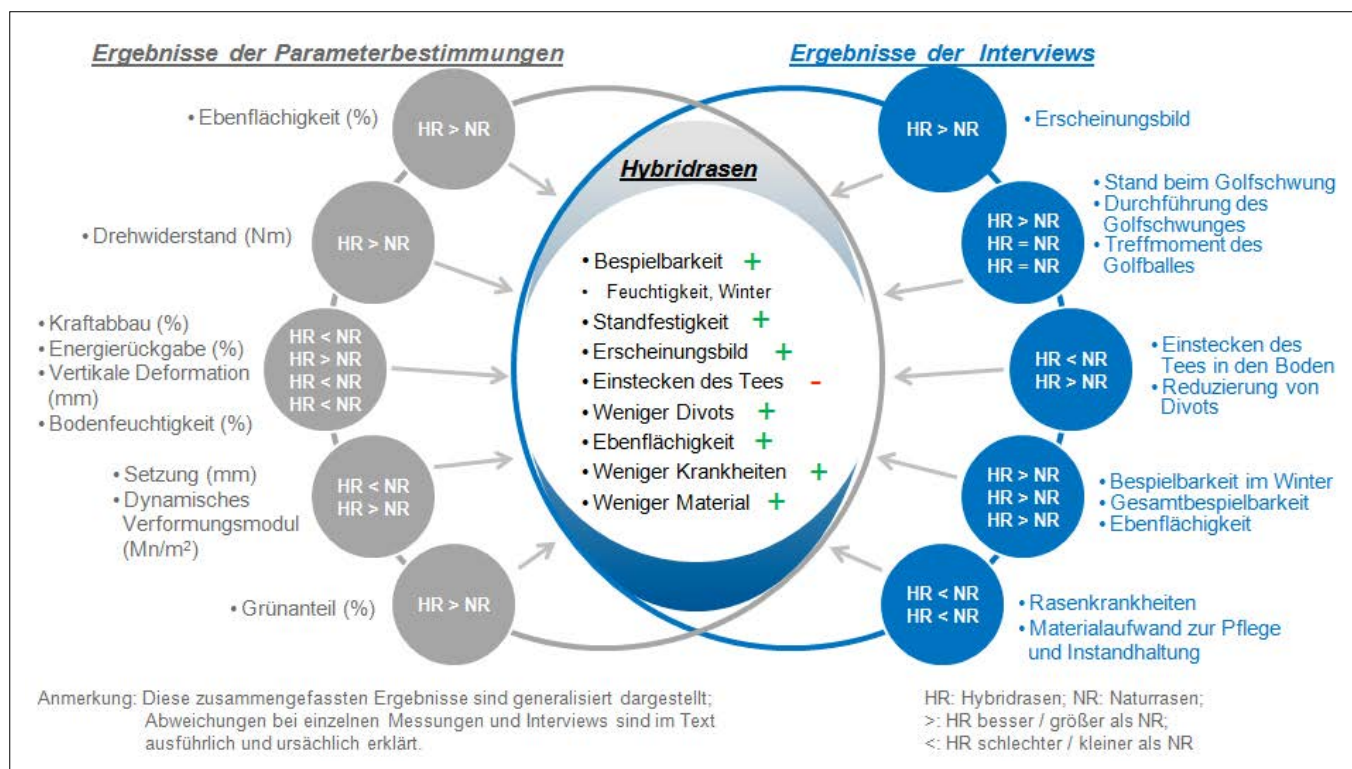 Ergebnisse der Parameterbestimmungen
• Ebenflächigkeit (%)
HR > NR
• Drehwiderstand (Nm)
HR > NR
• Kraftabbau (%)
• Energierückgabe (%)
• Vertikale Deformation
(mm)
• Bodenfeuchtigkeit (%)
HR < NR
HR > NR
HR < NR
HR < NR
• Setzung (mm)
• Dynamisches
Verformungsmodul
(Mn/m²)
HR < NR
HR > NR
• Grünanteil (%)
HR > NR
Hybridrasen
• Bespielbarkeit +
• Feuchtigkeit, Winter
• Standfestigkeit +
• Erscheinungsbild +
• Einstecken des Tees -
• Weniger Divots +
• Ebenflächigkeit +
• Weniger Krankheiten +
• Weniger Material +
Ergebnisse der Interviews
HR > NR
• Erscheinungsbild
HR > NR
HR = NR
HR = NR
• Stand beim Golfschwung
• Durchführung des
Golfschwunges
• Treffmoment des
Golfballes
HR < NR
HR > NR
• Einstecken des
Tees in den Boden
• Reduzierung von
Divots
HR > NR
HR > NR
HR > NR
• Bespielbarkeit im Winter
• Gesamtbespielbarkeit
• Ebenflächigkeit
HR < NR
HR < NR
• Rasenkrankheiten
• Materialaufwand zur Pflege
und Instandhaltung
Anmerkung: Diese zusammengefassten Ergebnisse sind generalisiert dargestellt;
Abweichungen bei einzelnen Messungen und Interviews sind im Text
ausführlich und ursächlich erklärt.
HR: Hybridrasen; NR: Naturrasen;
>: HR besser / größer als NR;
<: HR schlechter / kleiner als NR